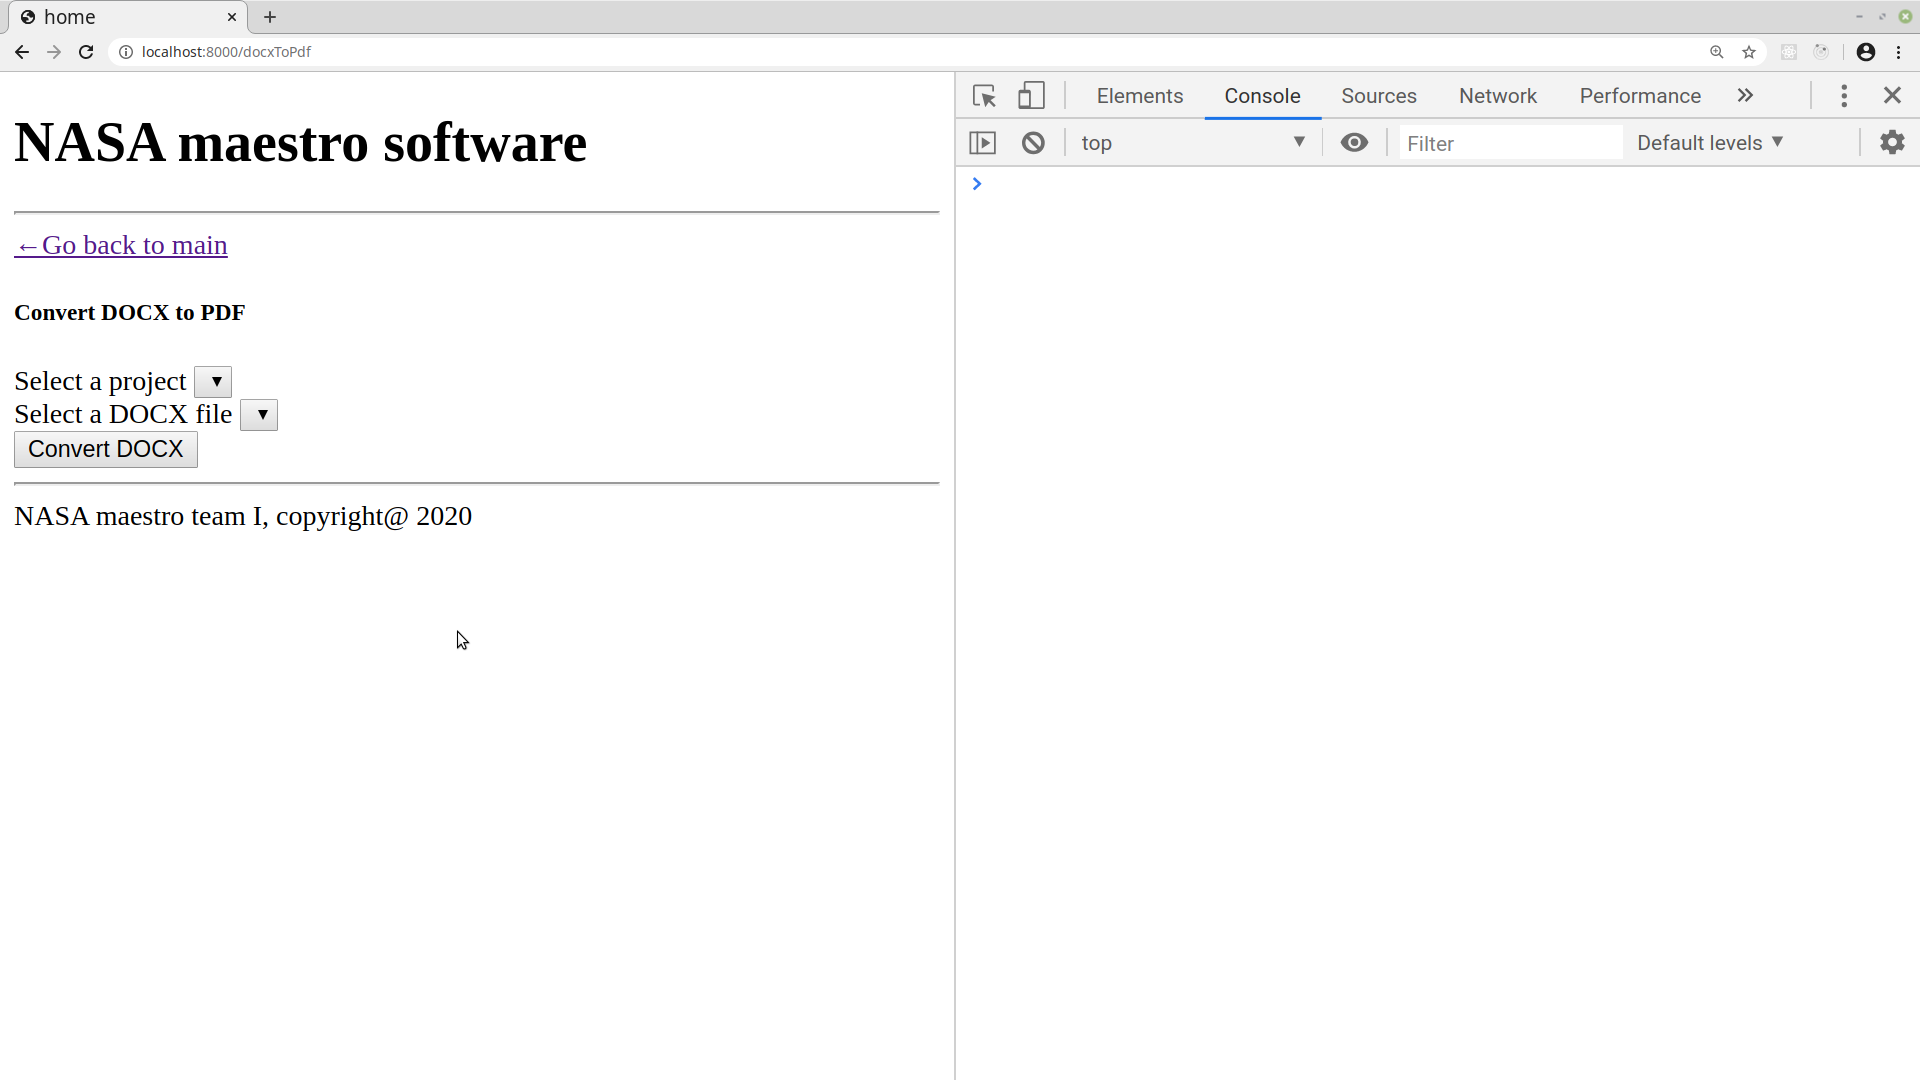 home
localhost:8000/docxToPdf
NASA maestro software
←Go back to main
Convert DOCX to PDF
Select a project
Select a DOCX file
Convert DOCX
NASA maestro team I, copyright@ 2020
Elements Console Sources Network Performance
top Filter Default levels